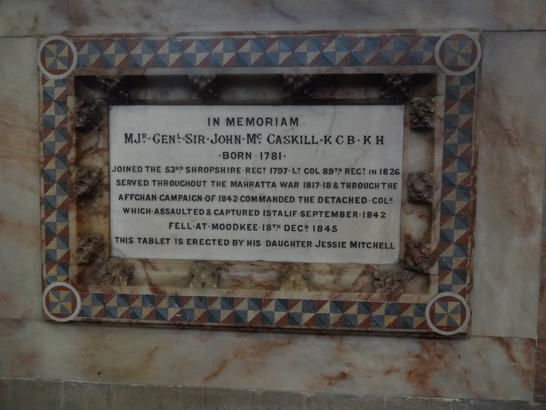 IN MEMORIAM
MJR· GENL· SIR· JOHN· MC· CASKILL· K C B· K H
·BORN· 1781·
JOINED THE 53RD SHROPSHIRE· REGT 1797· LT COL 89TH REGT IN 1826
SERVED THROUGHOUT THE MAHRATTA WAR 1817·18 & THROUGH THE
AFFGHAN·CAMPAIGN OF 1842 COMMANDED THE DETACHED· COLN
WHICH·ASSAULTED & CAPTURED ISTALIF· SEPTEMBER· 1842
FELL·AT·MOODKEE·18TH DECR 1845
THIS TABLET IS ERECTED BY HIS DAUGHTER JESSIE MITCHELL